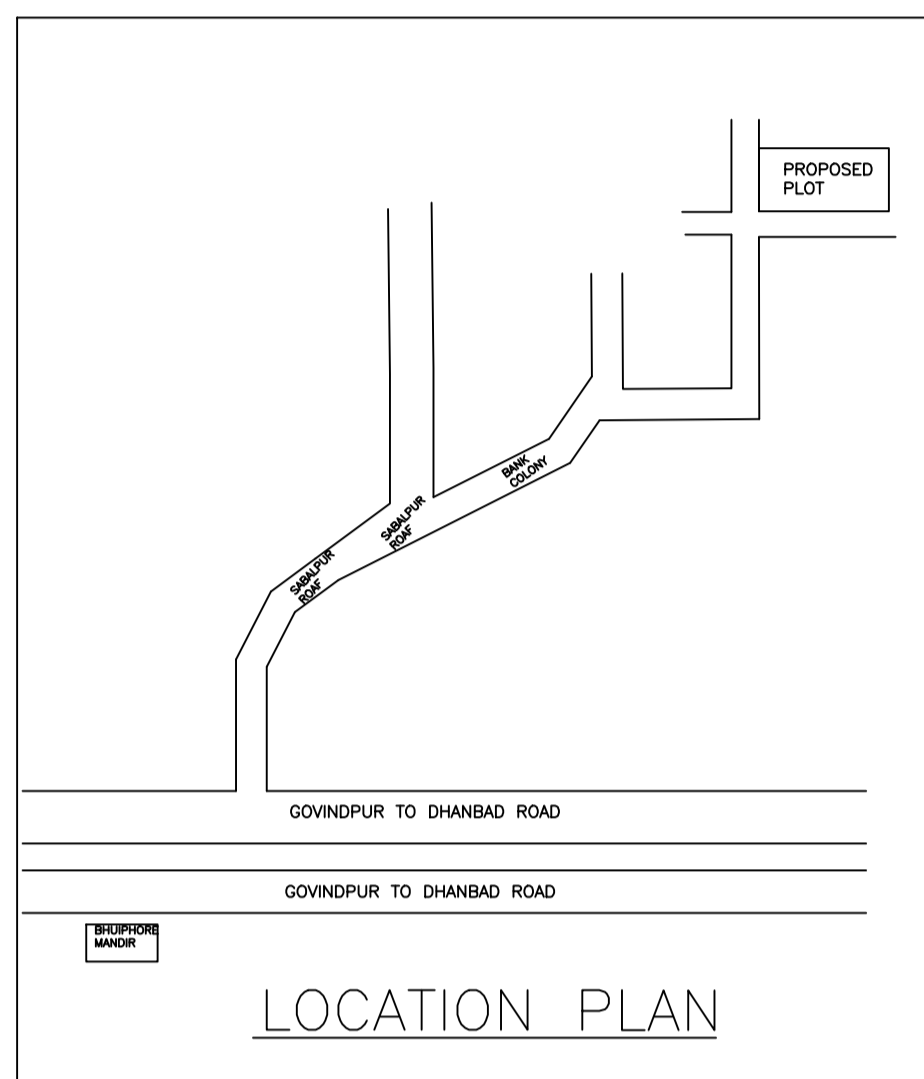 PROPOSED
PLOT
BANK
COLONY
SABALPUR
ROAF
SABALPUR
ROAF
GOVINDPUR TO DHANBAD ROAD
GOVINDPUR TO DHANBAD ROAD
BHUIPHORE
MANDIR
LOCATION PLAN